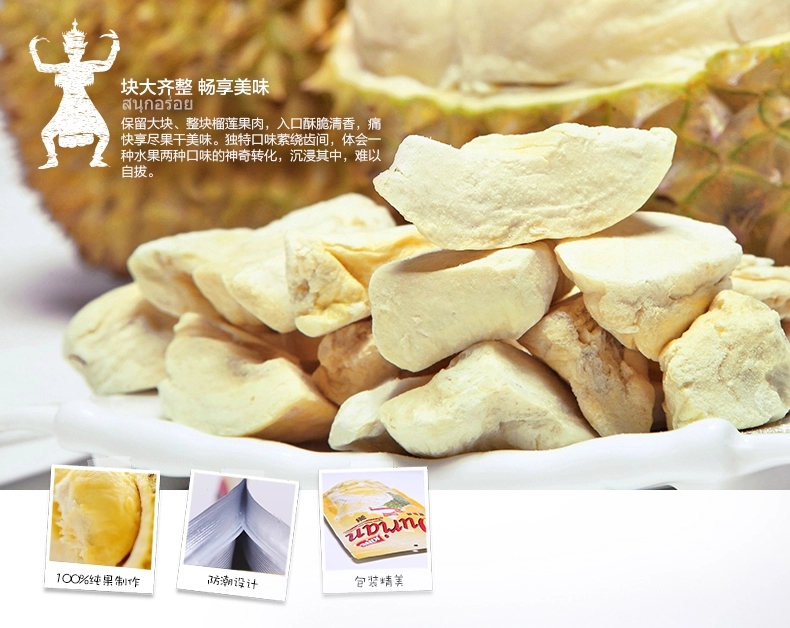 块大齐整 畅享美味
สนุกอร่อย
保留大块、整块榴莲果肉，入口酥脆清香，痛
快享尽果干美味。独特口味萦绕齿间，体会一
种水果两种口味的神奇转化，沉浸其中，难以
自拔。
100%纯果制作
防潮设计
包装精美